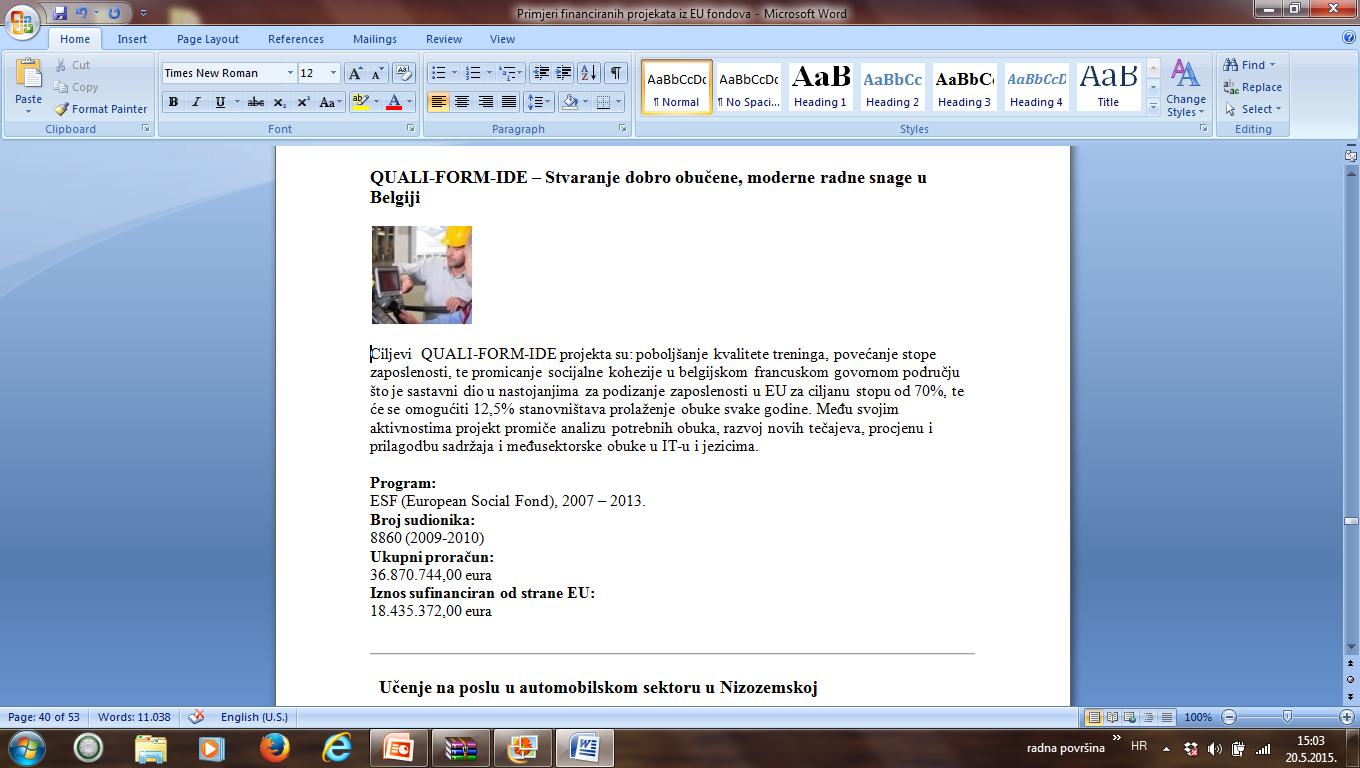 Primjeri financiranih projekata iz EU fondova - Microsoft Word
Home Insert Page Layout References Mailings Review View
Paste
Cut
Copy
Format Painter
Clipboard
Times New Roman 12
B I U abc X₂ X² Aa ab A
Font
Paragraph
AaBbCcDc AaBbCcDc AaB AaBbCc AaBbCc AaBbCcD AaB
¶ Normal ¶ No Spaci... Heading 1 Heading 2 Heading 3 Heading 4 Title
Change Styles
Styles
Find
Replace
Select
Editing
QUALI-FORM-IDE – Stvaranje dobro obučene, moderne radne snage u
Belgiji
Ciljevi QUALI-FORM-IDE projekta su: poboljšanje kvalitete treninga, povećanje stope
zaposlenosti, te promicanje socijalne kohezije u belgijskom francuskom govornom području
što je sastavni dio u nastojanjima za podizanje zaposlenosti u EU za ciljanu stopu od 70%, te
će se omogućiti 12,5% stanovništava prolaženje obuke svake godine. Među svojim
aktivnostima projekt promiče analizu potrebnih obuka, razvoj novih tečajeva, procjenu i
prilagodbu sadržaja i međusektorske obuke u IT-u i jezicima.
Program:
ESF (European Social Fond), 2007 – 2013.
Broj sudionika:
8860 (2009-2010)
Ukupni proračun:
36.870.744,00 eura
Iznos sufinanciran od strane EU:
18.435.372,00 eura
Učenje na poslu u automobilskom sektoru u Nizozemskoj
Page: 40 of 53 Words: 11.038 English (U.S.) 100%
radna površina HR 15:03
20.5.2015.